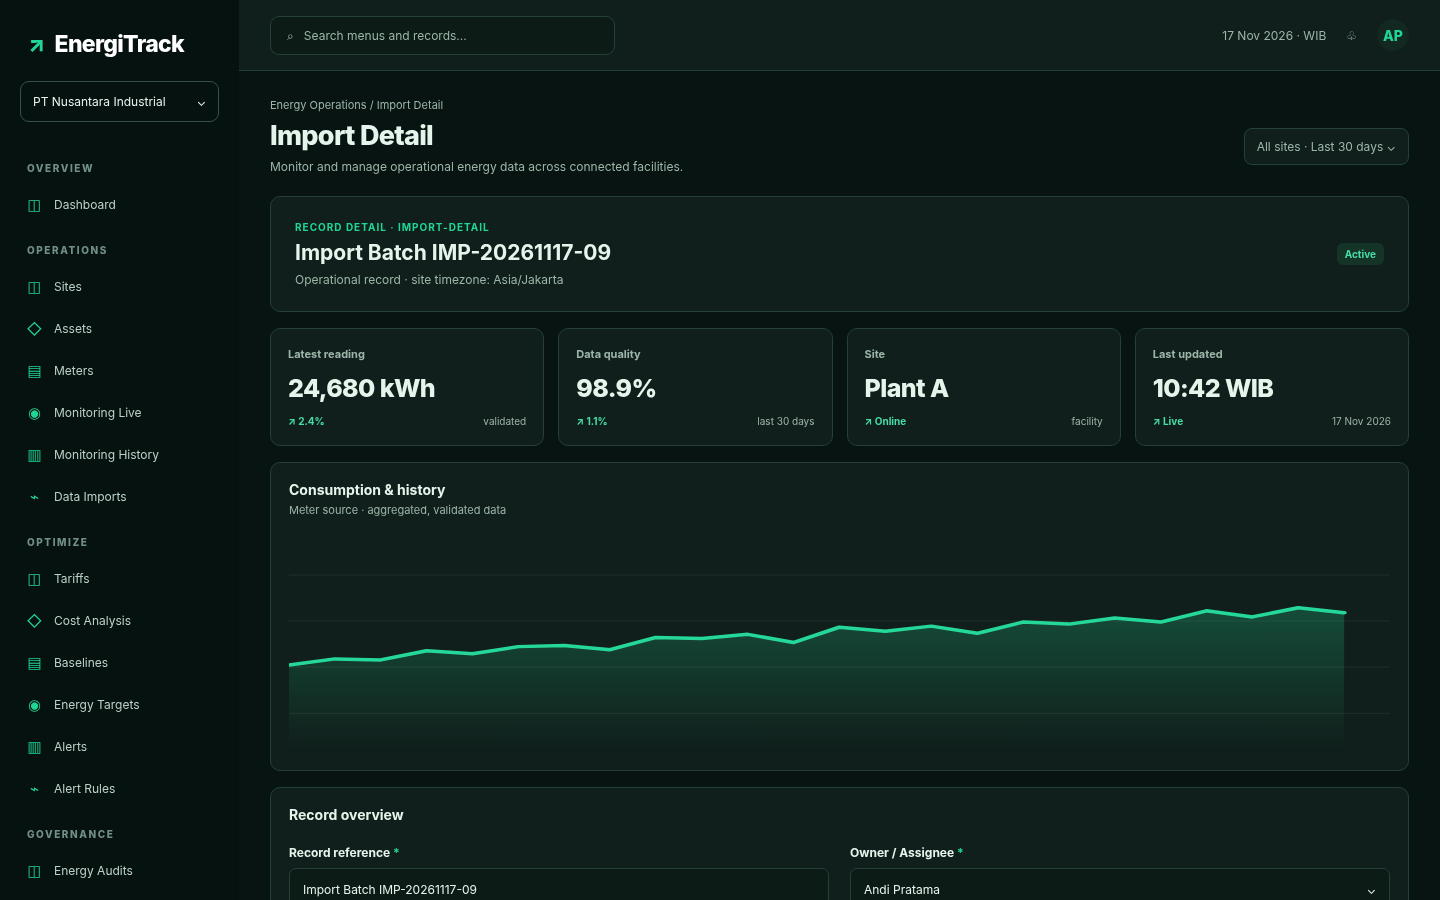 EnergiTrack
PT Nusantara Industrial
OVERVIEW
Dashboard
OPERATIONS
Sites
Assets
Meters
Monitoring Live
Monitoring History
Data Imports
OPTIMIZE
Tariffs
Cost Analysis
Baselines
Energy Targets
Alerts
Alert Rules
GOVERNANCE
Energy Audits
Search menus and records...
17 Nov 2026 · WIB
AP
Energy Operations / Import Detail
Import Detail
Monitor and manage operational energy data across connected facilities.
All sites · Last 30 days
RECORD DETAIL · IMPORT-DETAIL
Import Batch IMP-20261117-09
Operational record · site timezone: Asia/Jakarta
Active
Latest reading
24,680 kWh
↗ 2.4% validated
Data quality
98.9%
↗ 1.1% last 30 days
Site
Plant A
↗ Online facility
Last updated
10:42 WIB
↗ Live 17 Nov 2026
Consumption & history
Meter source · aggregated, validated data
Record overview
Record reference *
Import Batch IMP-20261117-09
Owner / Assignee *
Andi Pratama